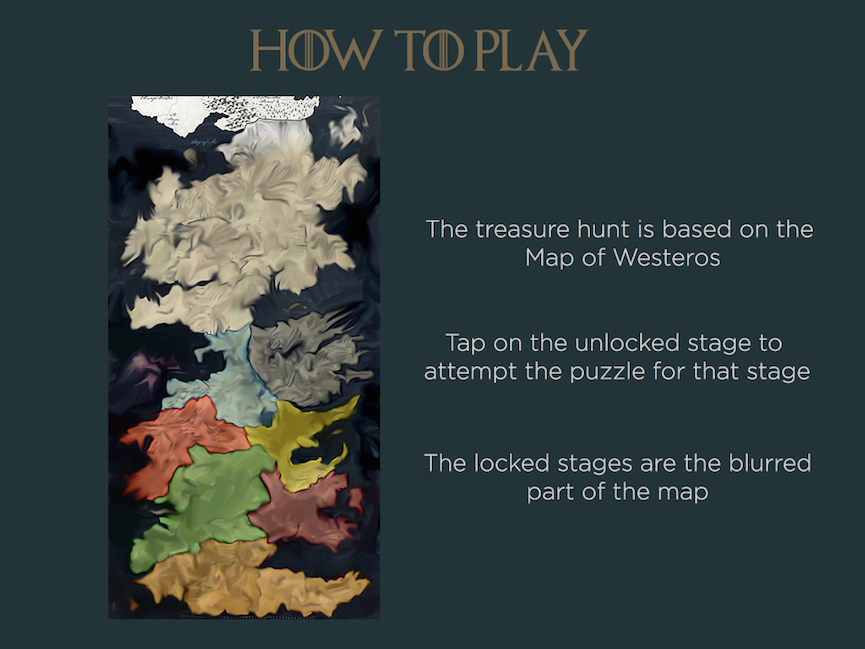 HOW TO PLAY
The treasure hunt is based on the
Map of Westeros
Tap on the unlocked stage to
attempt the puzzle for that stage
The locked stages are the blurred
part of the map